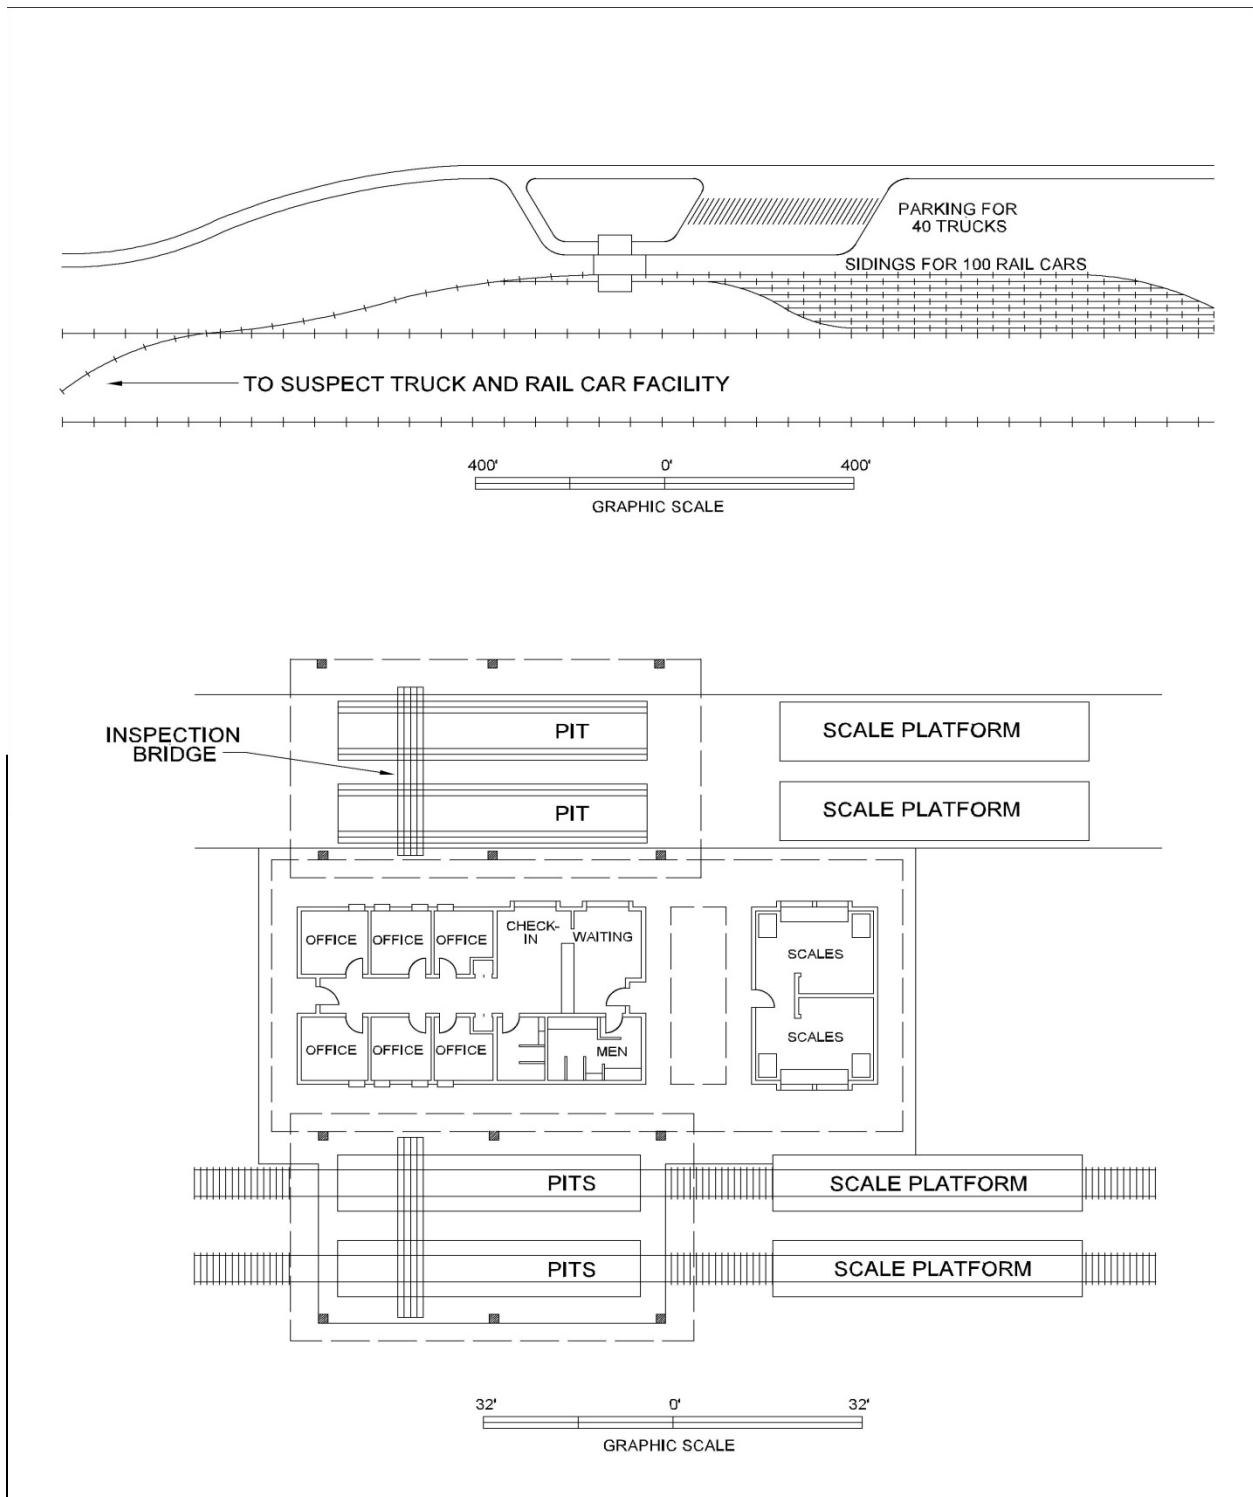 PARKING FOR
40 TRUCKS
SIDINGS FOR 100 RAIL CARS
TO SUSPECT TRUCK AND RAIL CAR FACILITY
400' 0' 400'
GRAPHIC SCALE
INSPECTION
BRIDGE
PIT
SCALE PLATFORM
PIT
SCALE PLATFORM
OFFICE OFFICE OFFICE
CHECK-
IN
WAITING
SCALES
OFFICE OFFICE OFFICE
MEN
SCALES
PITS
SCALE PLATFORM
PITS
SCALE PLATFORM
32' 0' 32'
GRAPHIC SCALE